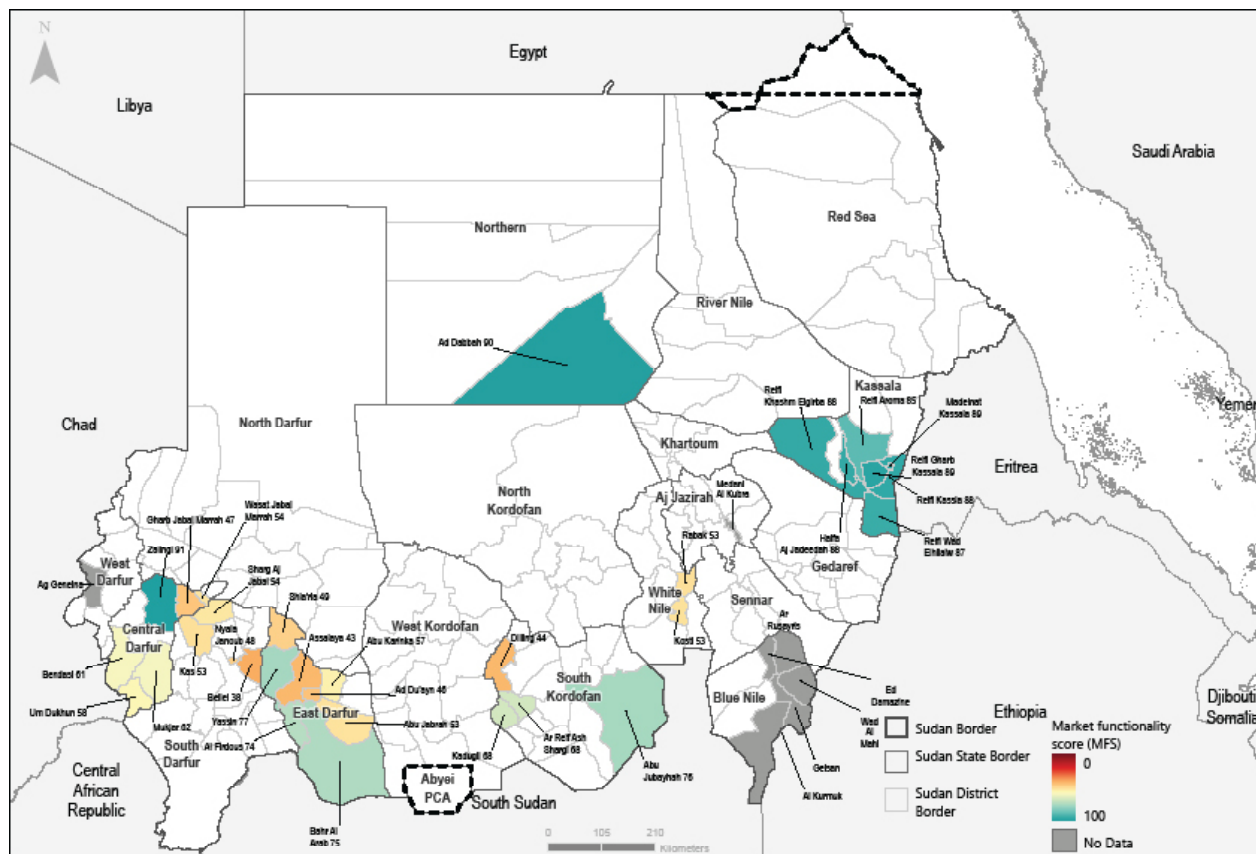 N
Egypt
Libya
Saudi Arabia
Red Sea
Northern
River Nile
Ad Dabbah 90
Kassala
Reifi Aroma 85
Reifi
Khashm Elgirba 88
Madeinat
Kassala 89
Yemen
Chad
North Darfur
Khartoum
Reifi Gharb
Kassala 89
Eritrea
Reifi Kassla 88
North
Kordofan
Aj Jazirah
Medani
Al Kubra
Wasat Jabal
Marrah 54
Gharb Jabal Marrah 47
Zalingi 91
Rabak 53
Halfa
Aj Jadeedah 88
Reifi Wad
Elhilaiw 87
Gedaref
West
Darfur
Sharg Aj
Jabal 54
Ag Geneina
Shia'ria 49
White
Nile
Sennar
Central
Darfur
Nyala
Janoub 48
Assalaya 43
Abu Karinka 57
West Kordofan
Dilling 44
Kosti 53
Ar
Rusayris
Bendasi 61
Kas 53
Beliel 38
Ad Du'ayn 46
South
Kordofan
Blue Nile
Ed
Damazine
Um Dukhun 58
Mukjar 62
Yassin 77
East Darfur
Abu Jabrah 53
Ethiopia
Djibouti
Somalia
South
Darfur
Al Firdous 74
Kadugli 68
Ar Reif Ash
Shargi 68
Wad
Al
Mahi
Geisan
Al Kurmuk
Central
African
Republic
Abyei
PCA
South Sudan
Abu
Jubayhah 76
Bahr Al
Arab 75
0 105 210
Kilometers
Sudan Border
Sudan State Border
Sudan District
Border
Market functionality
score (MFS)
0
100
No Data